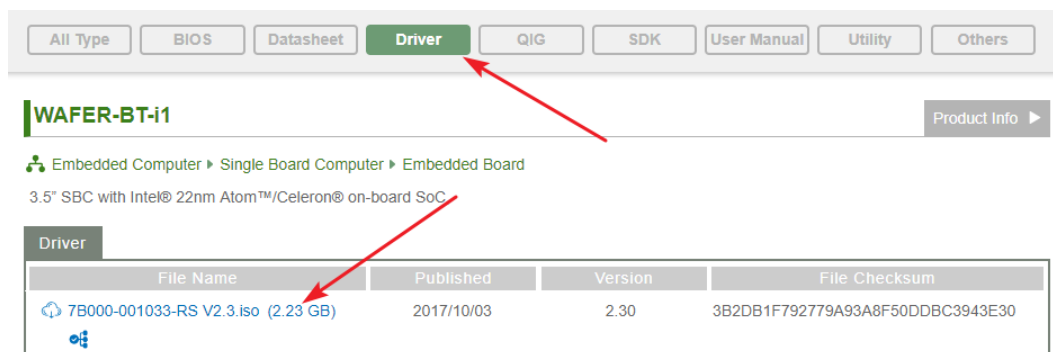 All Type BIOS Datasheet Driver QIG SDK User Manual Utility Others
WAFER-BT-i1
Product Info
Embedded Computer Single Board Computer Embedded Board
3.5" SBC with Intel® 22nm Atom™/Celeron® on-board SoC
Driver
File Name Published Version File Checksum
7B000-001033-RS V2.3.iso (2.23 GB) 2017/10/03 2.30 3B2DB1F792779A93A8F50DDBC3943E30